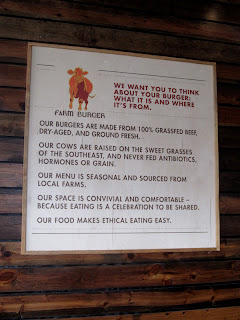 WE WANT YOU TO THINK
ABOUT YOUR BURGER:
WHAT IT IS AND WHERE
IT'S FROM.
FARM BURGER
OUR BURGERS ARE MADE FROM 100% GRASSFED BEEF,
DRY-AGED, AND GROUND FRESH.
OUR COWS ARE RAISED ON THE SWEET GRASSES
OF THE SOUTHEAST, AND NEVER FED ANTIBIOTICS,
HORMONES OR GRAIN.
OUR MENU IS SEASONAL AND SOURCED FROM
LOCAL FARMS.
OUR SPACE IS CONVIVIAL AND COMFORTABLE –
BECAUSE EATING IS A CELEBRATION TO BE SHARED.
OUR FOOD MAKES ETHICAL EATING EASY.